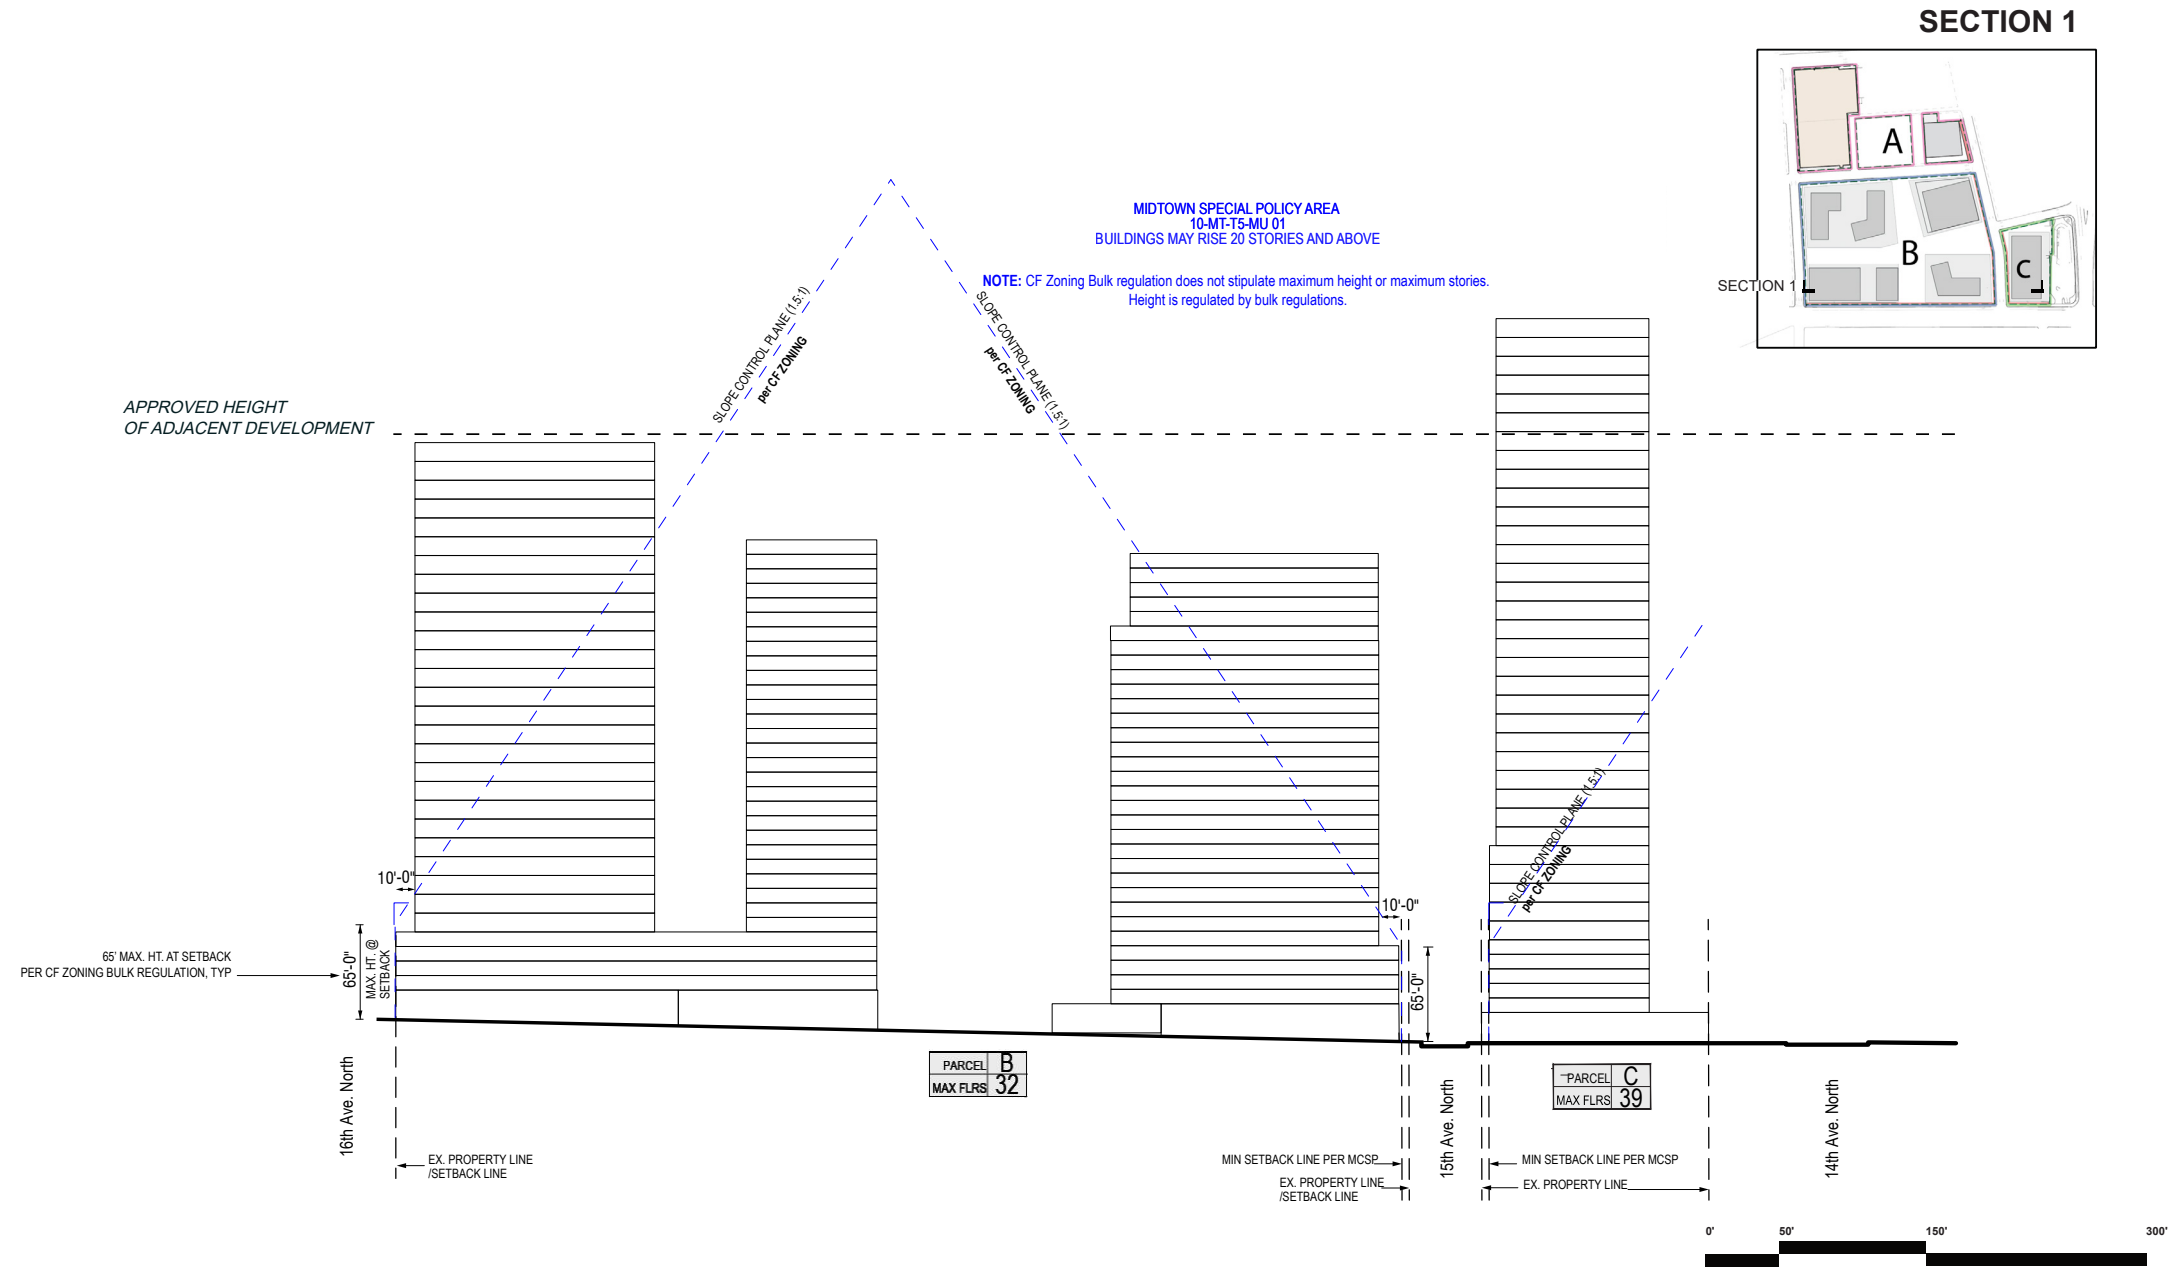 SECTION 1
A
B
C
SECTION 1
MIDTOWN SPECIAL POLICY AREA
10-MT-T5-MU 01
BUILDINGS MAY RISE 20 STORIES AND ABOVE
NOTE: CF Zoning Bulk regulation does not stipulate maximum height or maximum stories.
Height is regulated by bulk regulations.
SLOPE CONTROL PLANE (1.5:1)
per CF ZONING
SLOPE CONTROL PLANE (1.5:1)
per CF ZONING
APPROVED HEIGHT
OF ADJACENT DEVELOPMENT
SLOPE CONTROL PLANE (1.5:1)
per CF ZONING
10'-0"
10'-0"
65' MAX. HT. AT SETBACK
PER CF ZONING BULK REGULATION, TYP
65'-0"
MAX. HT. @
SETBACK
65'-0"
PARCEL B
MAX FLRS 32
PARCEL C
MAX FLRS 39
16th Ave. North
15th Ave. North
14th Ave. North
EX. PROPERTY LINE
/SETBACK LINE
MIN SETBACK LINE PER MCSP
EX. PROPERTY LINE
/SETBACK LINE
MIN SETBACK LINE PER MCSP
EX. PROPERTY LINE
0' 50' 150' 300'